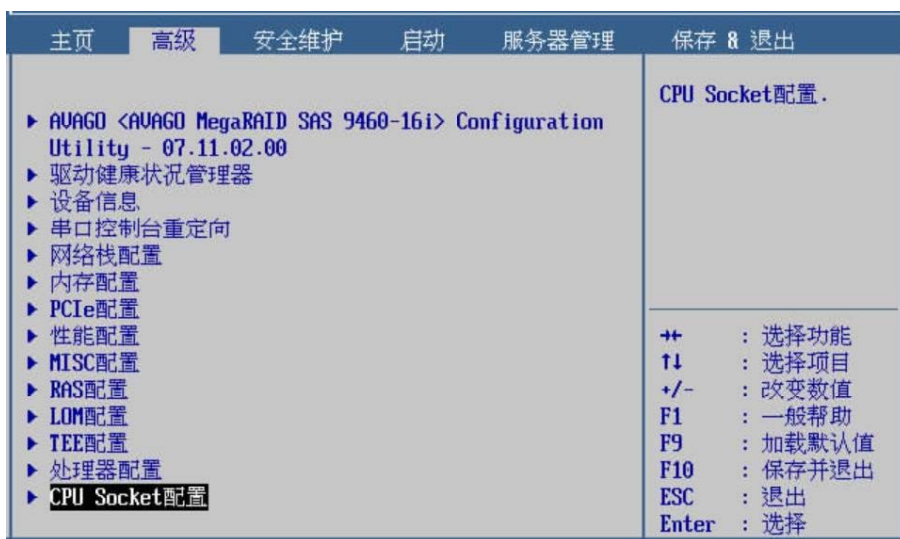 主页 高级 安全维护 启动 服务器管理 保存 & 退出
▶ AVAGO <AVAGO MegaRAID SAS 9460-16i> Configuration
Utility - 07.11.02.00
▶ 驱动健康状况管理器
▶ 设备信息
▶ 串口控制台重定向
▶ 网络栈配置
▶ 内存配置
▶ PCIe配置
▶ 性能配置
▶ MISC配置
▶ RAS配置
▶ LOM配置
▶ TEE配置
▶ 处理器配置
▶ CPU Socket配置
CPU Socket配置.
→← : 选择功能
↑↓ : 选择项目
+/- : 改变数值
F1 : 一般帮助
F9 : 加载默认值
F10 : 保存并退出
ESC : 退出
Enter : 选择